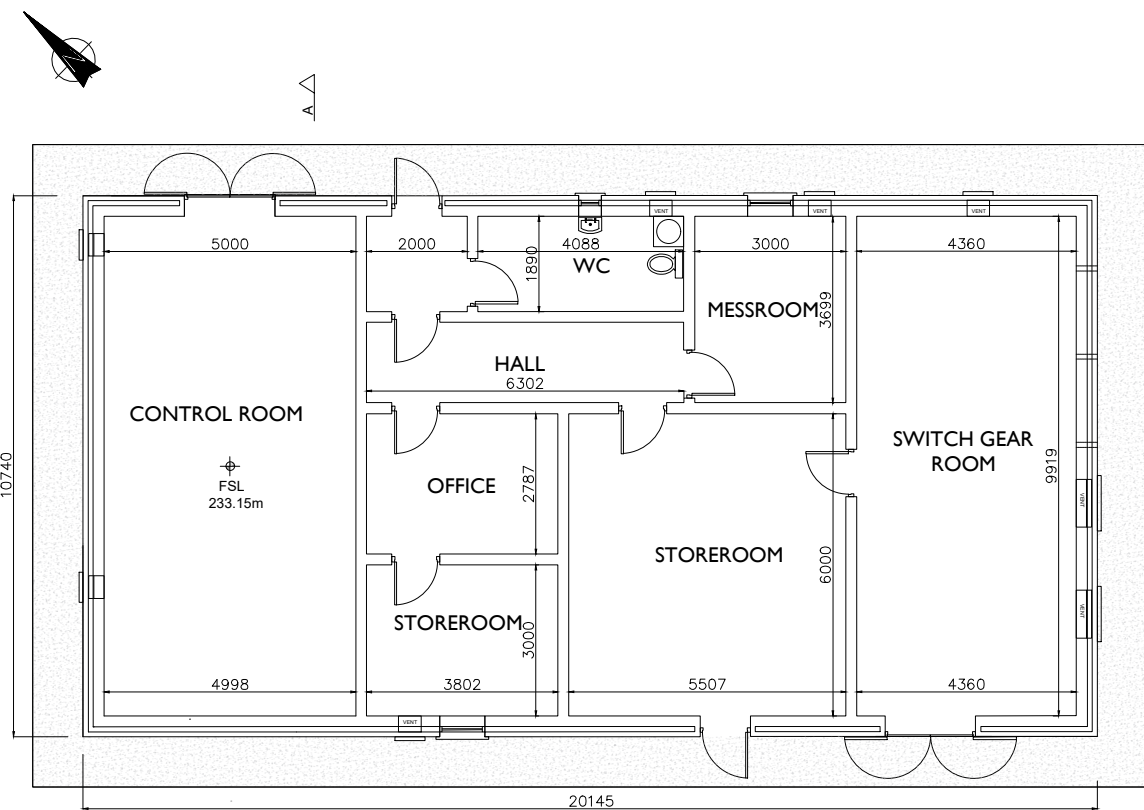 A
VENT
VENT
VENT
5000
2000
4088
3000
4360
1890
WC
3699
MESSROOM
HALL
6302
CONTROL ROOM
SWITCH GEAR
ROOM
10740
FSL
233.15m
OFFICE
2787
9919
VENT
STOREROOM
6000
VENT
STOREROOM
3000
4998
3802
5507
4360
VENT
20145